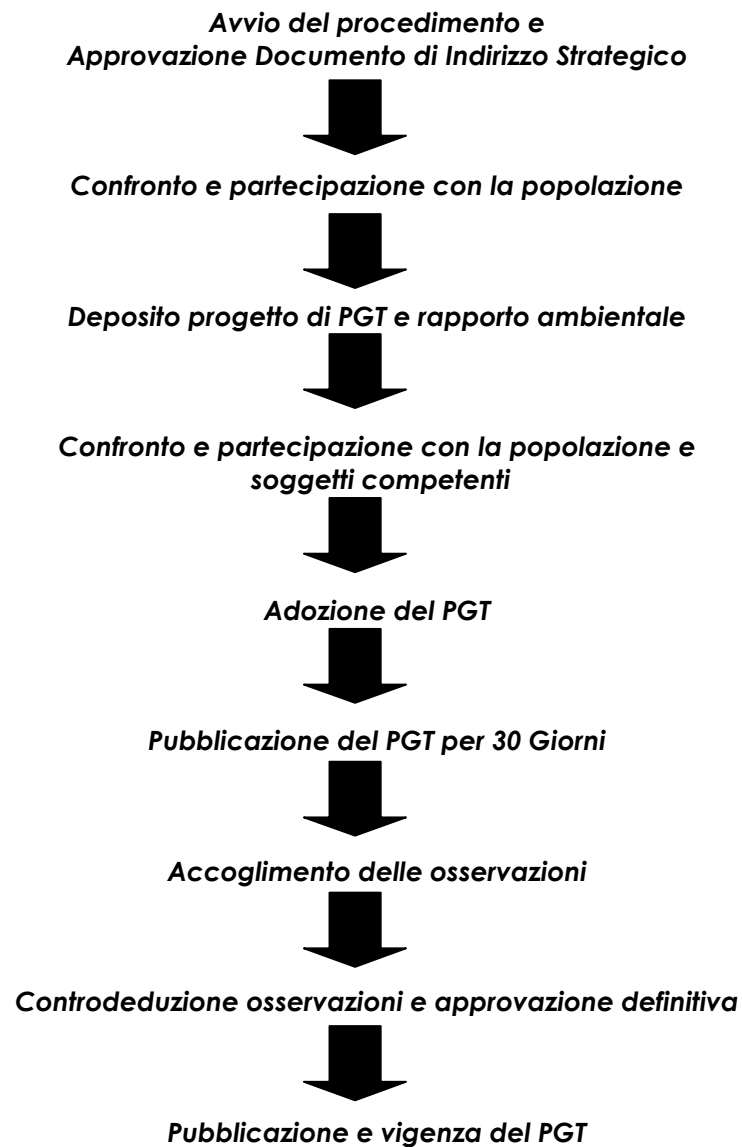 Avvio del procedimento e
Approvazione Documento di Indirizzo Strategico
Confronto e partecipazione con la popolazione
Deposito progetto di PGT e rapporto ambientale
Confronto e partecipazione con la popolazione e
soggetti competenti
Adozione del PGT
Pubblicazione del PGT per 30 Giorni
Accoglimento delle osservazioni
Controdeduzione osservazioni e approvazione definitiva
Pubblicazione e vigenza del PGT